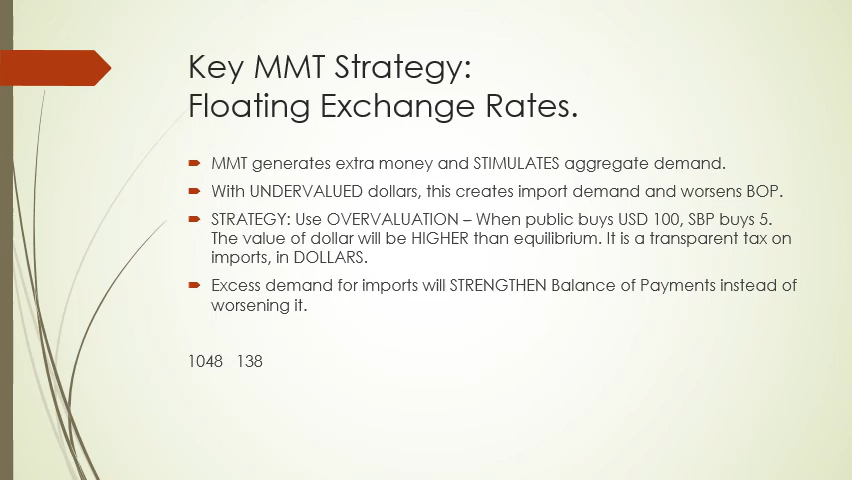 Key MMT Strategy:
Floating Exchange Rates.
MMT generates extra money and STIMULATES aggregate demand.
With UNDERVALUED dollars, this creates import demand and worsens BOP.
STRATEGY: Use OVERVALUATION – When public buys USD 100, SBP buys 5.
The value of dollar will be HIGHER than equilibrium. It is a transparent tax on
imports, in DOLLARS.
Excess demand for imports will STRENGTHEN Balance of Payments instead of
worsening it.
1048 138